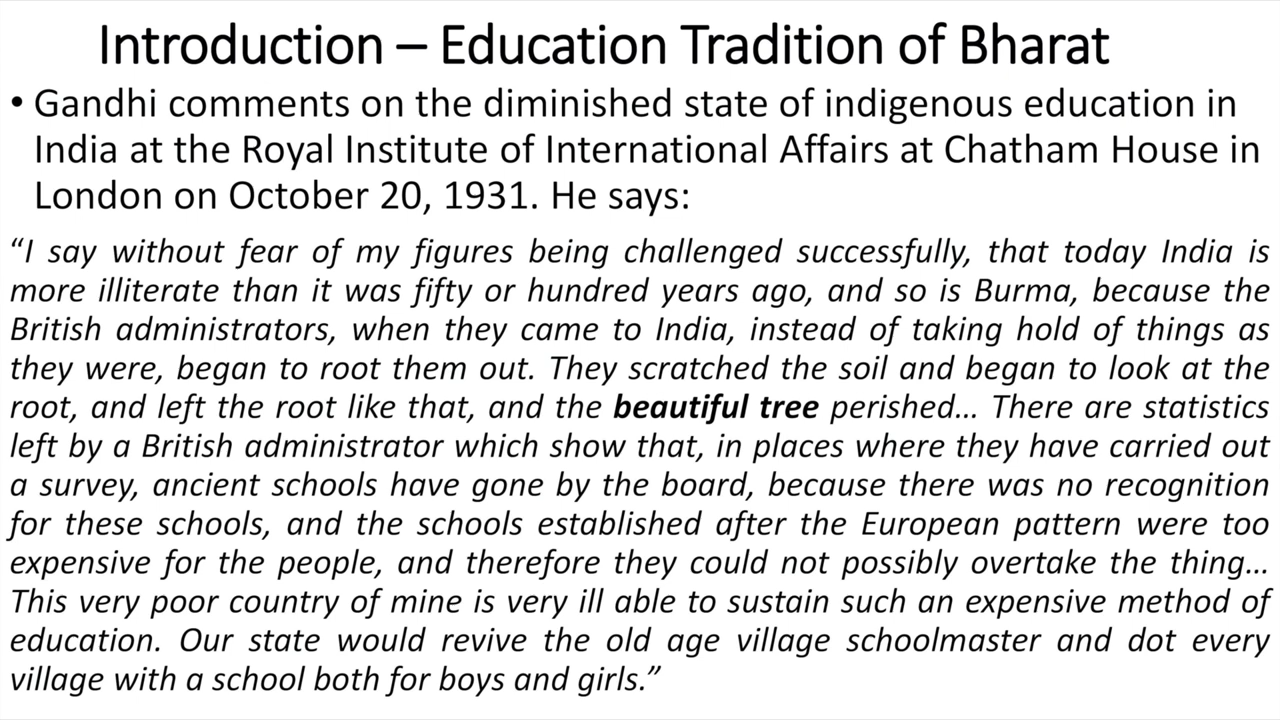 Introduction – Education Tradition of Bharat
• Gandhi comments on the diminished state of indigenous education in
India at the Royal Institute of International Affairs at Chatham House in
London on October 20, 1931. He says:
“I say without fear of my figures being challenged successfully, that today India is
more illiterate than it was fifty or hundred years ago, and so is Burma, because the
British administrators, when they came to India, instead of taking hold of things as
they were, began to root them out. They scratched the soil and began to look at the
root, and left the root like that, and the beautiful tree perished… There are statistics
left by a British administrator which show that, in places where they have carried out
a survey, ancient schools have gone by the board, because there was no recognition
for these schools, and the schools established after the European pattern were too
expensive for the people, and therefore they could not possibly overtake the thing…
This very poor country of mine is very ill able to sustain such an expensive method of
education. Our state would revive the old age village schoolmaster and dot every
village with a school both for boys and girls.”